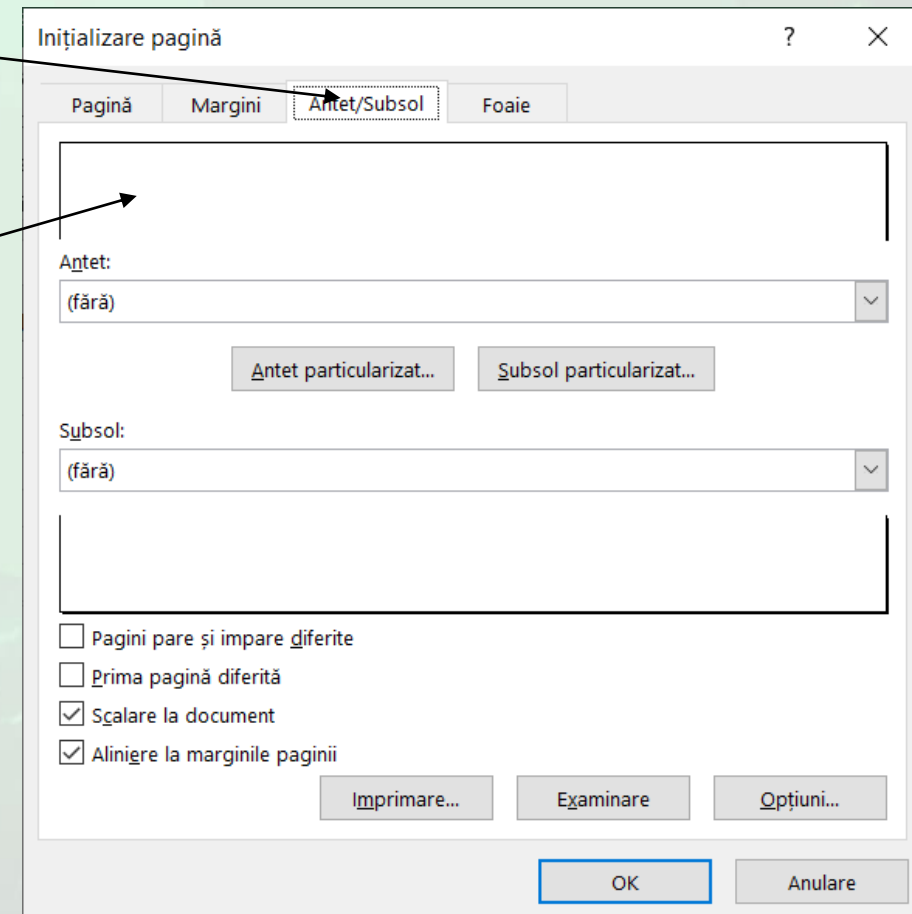 Inițializare pagină ?
Pagină Margini Antet/Subsol Foaie
Antet:
(fără)
Antet particularizat... Subsol particularizat...
Subsol:
(fără)
Pagini pare și impare diferite
Prima pagină diferită
Scalare la document
Aliniere la marginile paginii
Imprimare... Examinare Opțiuni...
OK Anulare